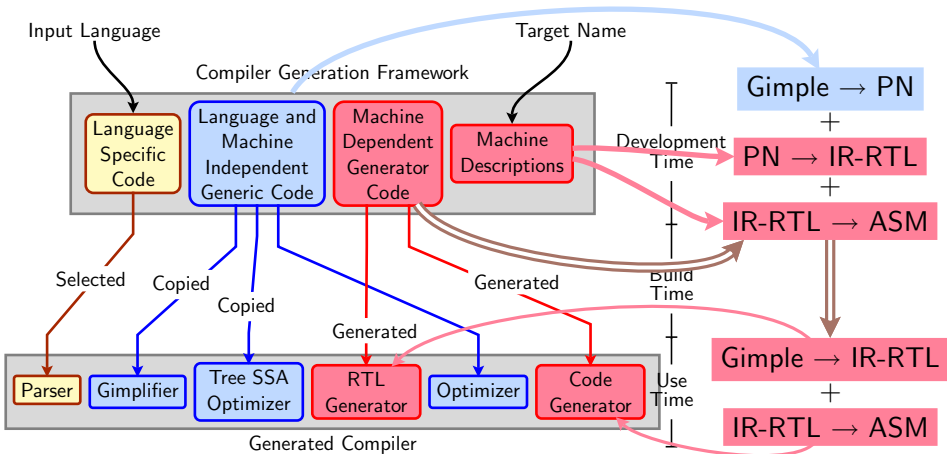 Input Language
Target Name
Compiler Generation Framework
Gimple → PN
+
Language
Specific
Code
Language and
Machine
Independent
Generic Code
Machine
Dependent
Generator
Code
Machine
Descriptions
Development
Time
PN → IR-RTL
+
IR-RTL → ASM
Selected
Copied
Copied
Generated
Generated
Build
Time
Parser
Gimplifier
Tree SSA
Optimizer
RTL
Generator
Optimizer
Code
Generator
Use
Time
Gimple → IR-RTL
+
IR-RTL → ASM
Generated Compiler